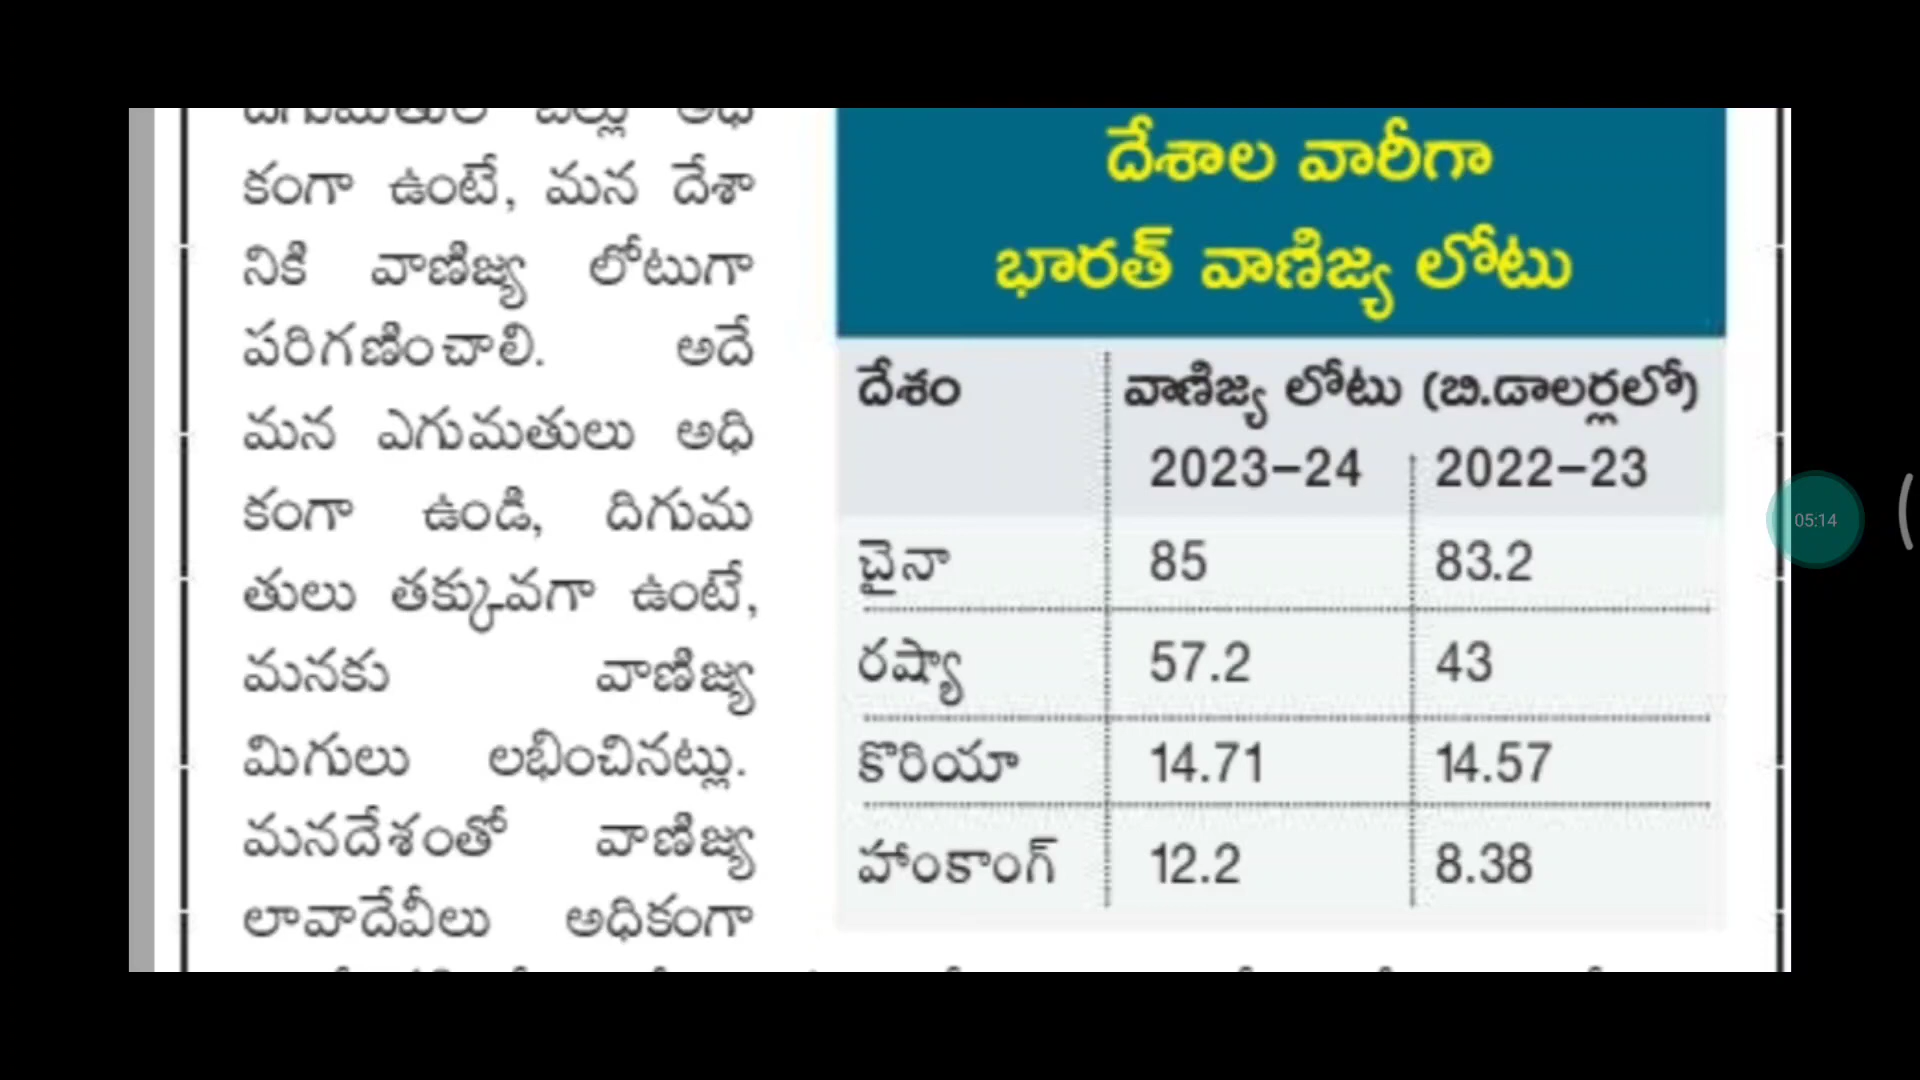 కంగా ఉంటే, మన దేశా
నికి వాణిజ్య లోటుగా
పరిగణించాలి. అదే
మన ఎగుమతులు అధి
కంగా ఉండి, దిగుమ
తులు తక్కువగా ఉంటే,
మనకు వాణిజ్య
మిగులు లభించినట్లు.
మనదేశంతో వాణిజ్య
లావాదేవీలు అధికంగా
దేశాల వారీగా
భారత్ వాణిజ్య లోటు
దేశం వాణిజ్య లోటు (బి.డాలర్లలో)
2023–24 2022–23
చైనా 85 83.2
రష్యా 57.2 43
కొరియా 14.71 14.57
హాంకాంగ్ 12.2 8.38
05:14